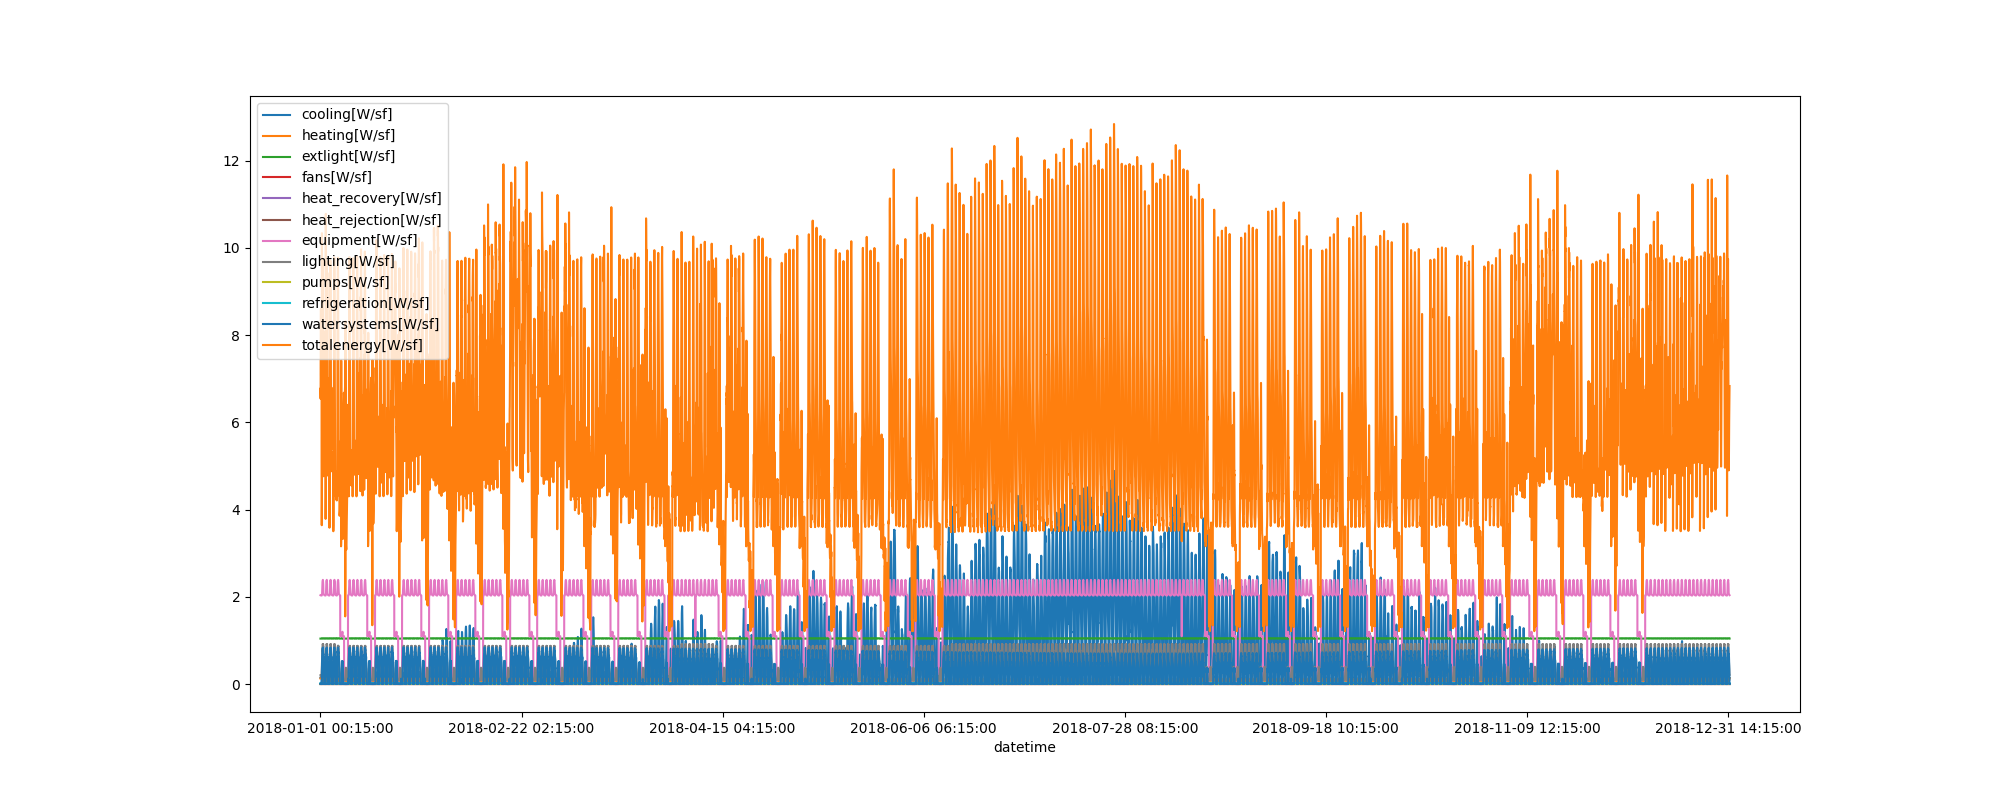 cooling[W/sf]
heating[W/sf]
extlight[W/sf]
fans[W/sf]
heat_recovery[W/sf]
heat_rejection[W/sf]
equipment[W/sf]
lighting[W/sf]
pumps[W/sf]
refrigeration[W/sf]
watersystems[W/sf]
totalenergy[W/sf]
12
10
8
6
4
2
0
2018-01-01 00:15:00 2018-02-22 02:15:00 2018-04-15 04:15:00 2018-06-06 06:15:00 2018-07-28 08:15:00 2018-09-18 10:15:00 2018-11-09 12:15:00 2018-12-31 14:15:00
datetime